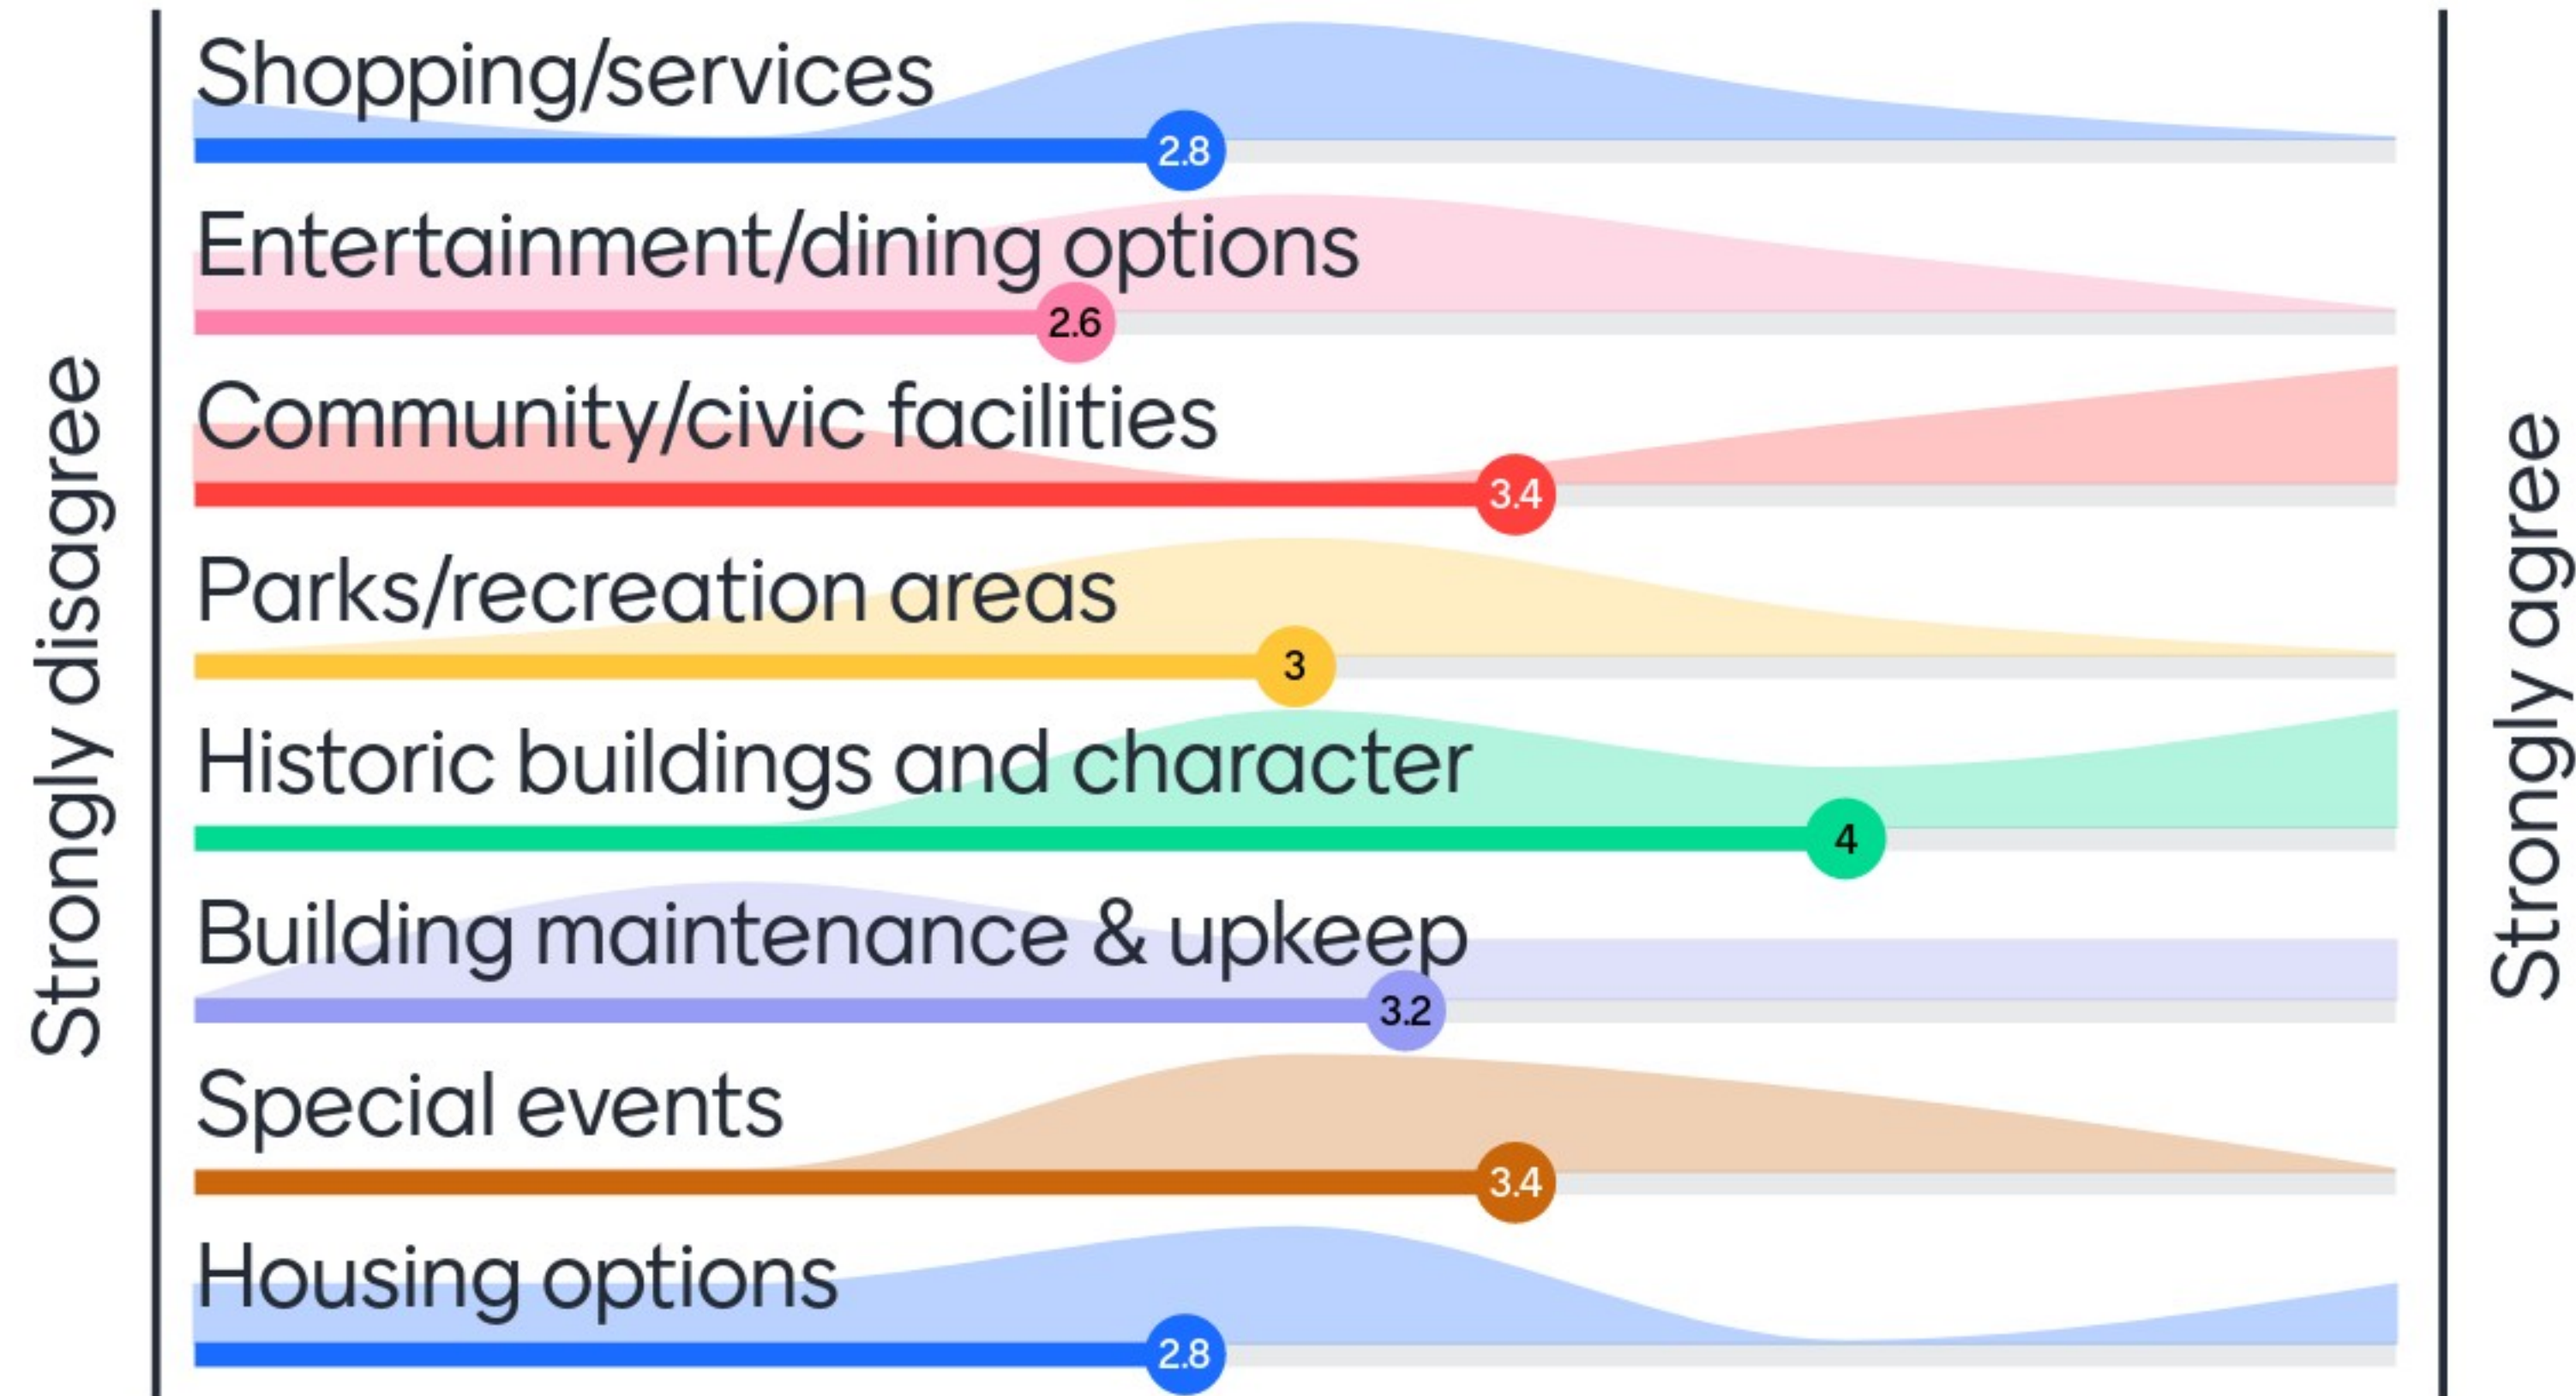 Strongly disagree
Shopping/services
2.8
Entertainment/dining options
2.6
Community/civic facilities
3.4
Parks/recreation areas
3
Historic buildings and character
4
Building maintenance & upkeep
3.2
Special events
3.4
Housing options
2.8
Strongly agree